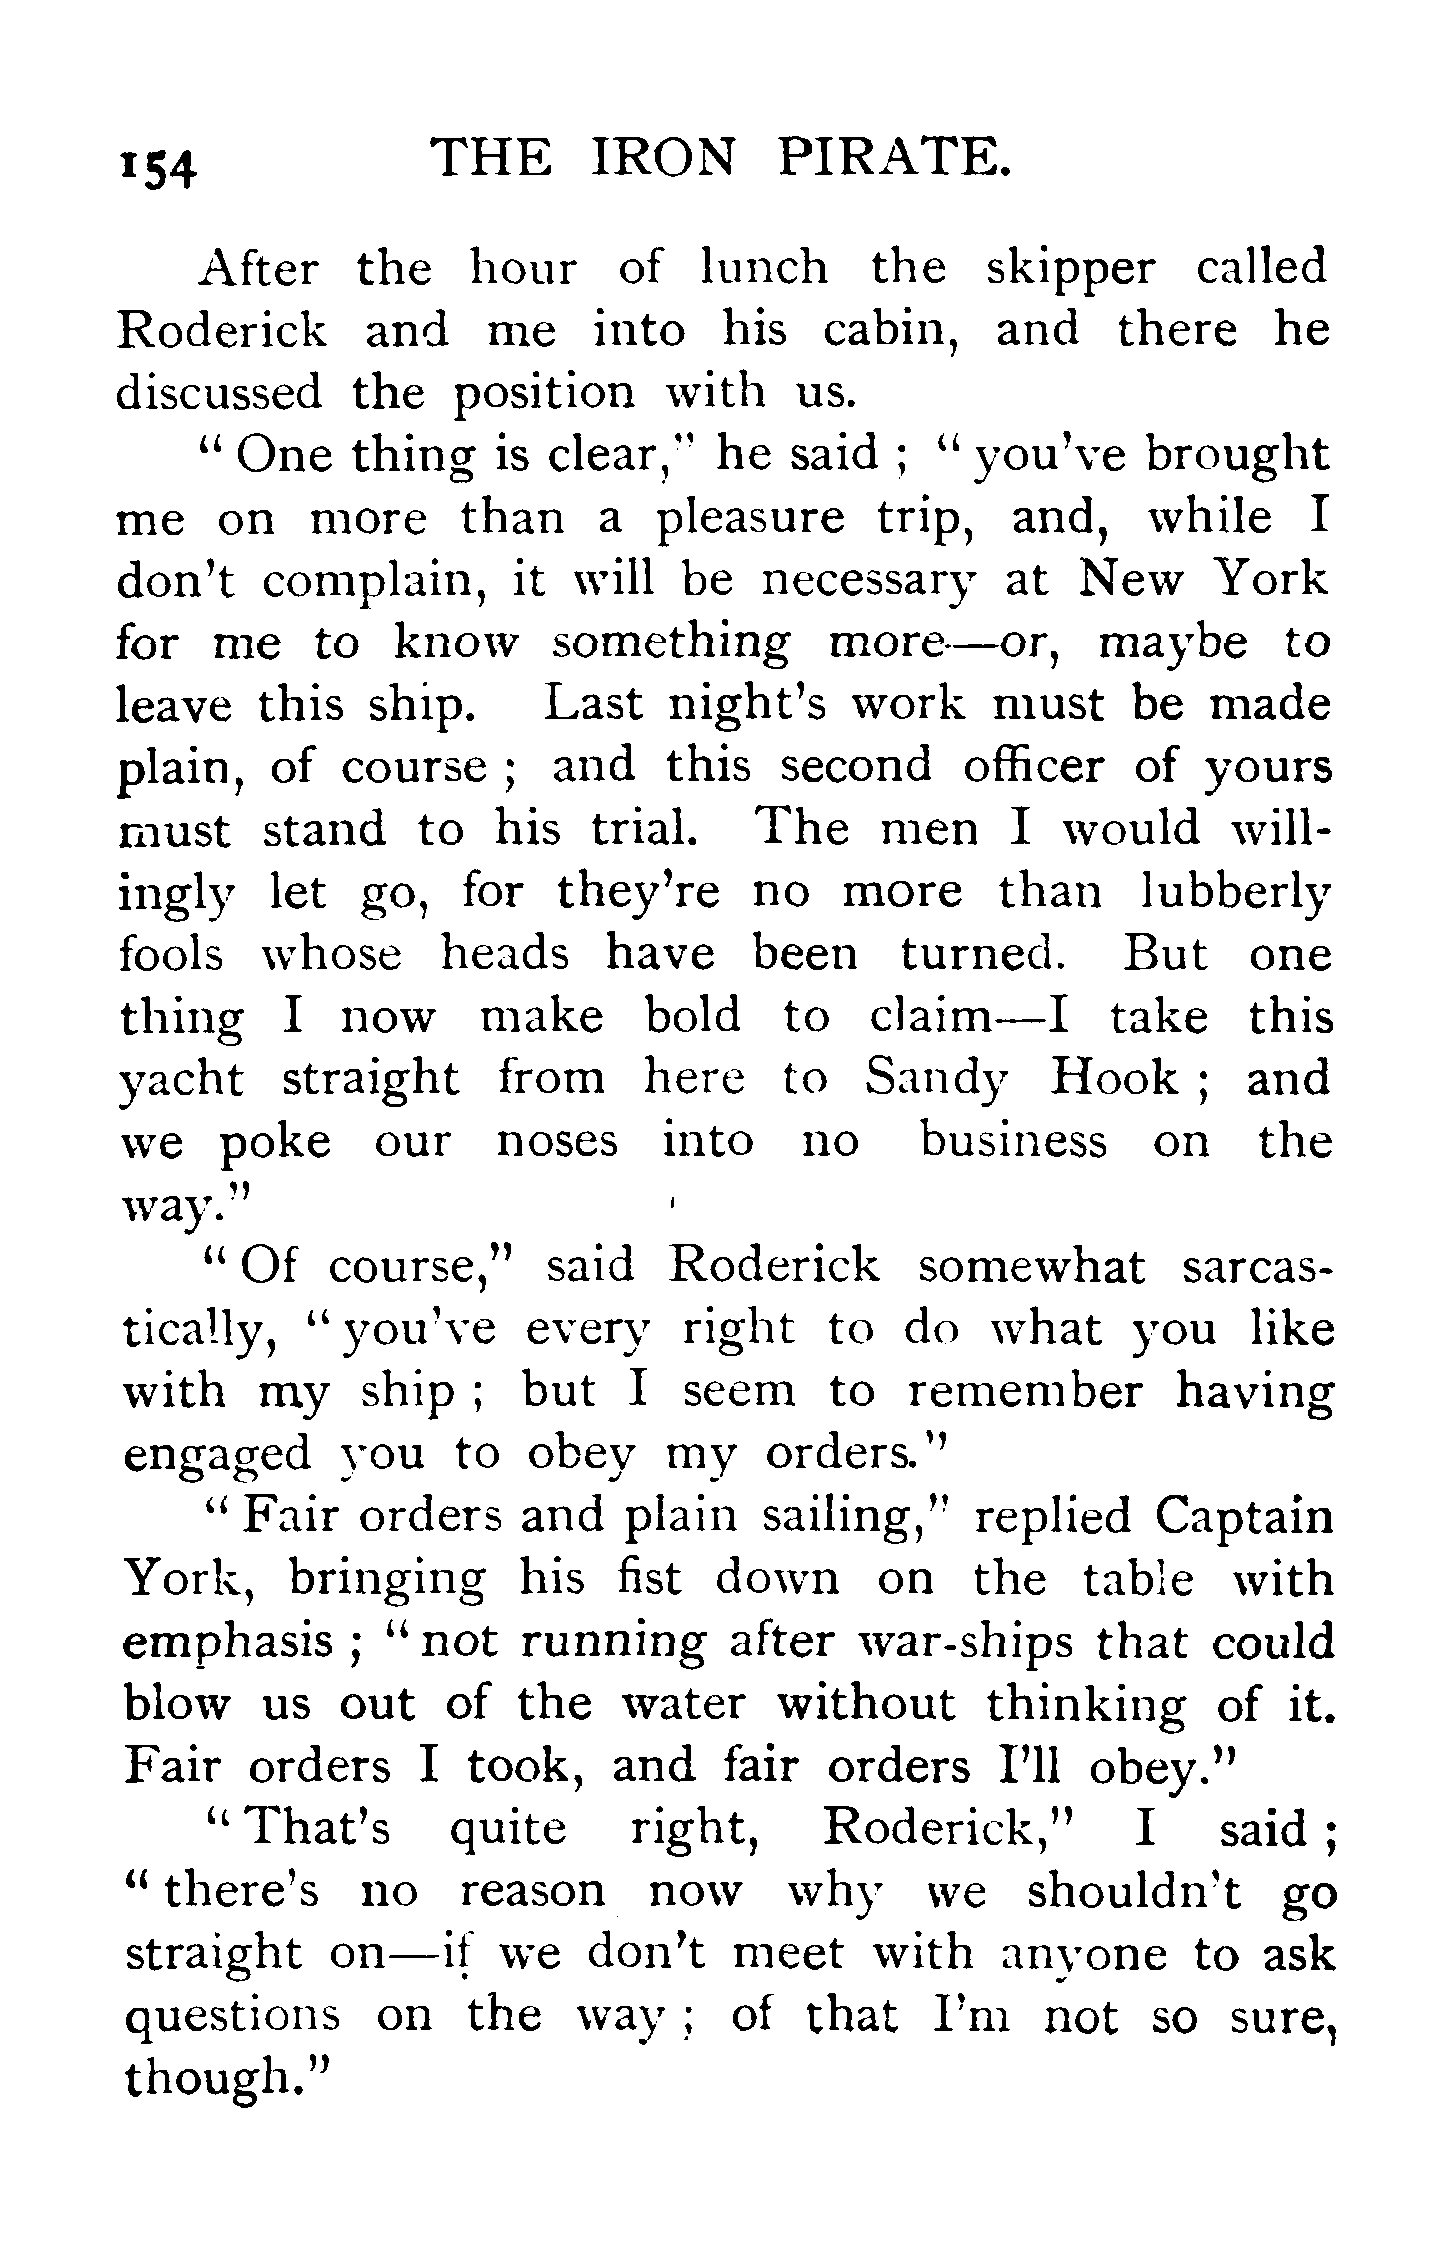 154 THE IRON PIRATE.
After the hour of lunch the skipper called
Roderick and me into his cabin, and there he
discussed the position with us.
“ One thing is clear,” he said ; “ you’ve brought
me on more than a pleasure trip, and, while I
don’t complain, it will be necessary at New York
for me to know something more—or, maybe to
leave this ship. Last night’s work must be made
plain, of course ; and this second officer of yours
must stand to his trial. The men I would will-
ingly let go, for they’re no more than lubberly
fools whose heads have been turned. But one
thing I now make bold to claim—I take this
yacht straight from here to Sandy Hook ; and
we poke our noses into no business on the
way.”
“ Of course,” said Roderick somewhat sarcas-
tically, “ you’ve every right to do what you like
with my ship ; but I seem to remember having
engaged you to obey my orders.”
“ Fair orders and plain sailing,” replied Captain
York, bringing his fist down on the table with
emphasis ; “ not running after war-ships that could
blow us out of the water without thinking of it.
Fair orders I took, and fair orders I’ll obey.”
“ That’s quite right, Roderick,” I said ;
“ there’s no reason now why we shouldn’t go
straight on—if we don’t meet with anyone to ask
questions on the way ; of that I’m not so sure,
though.”